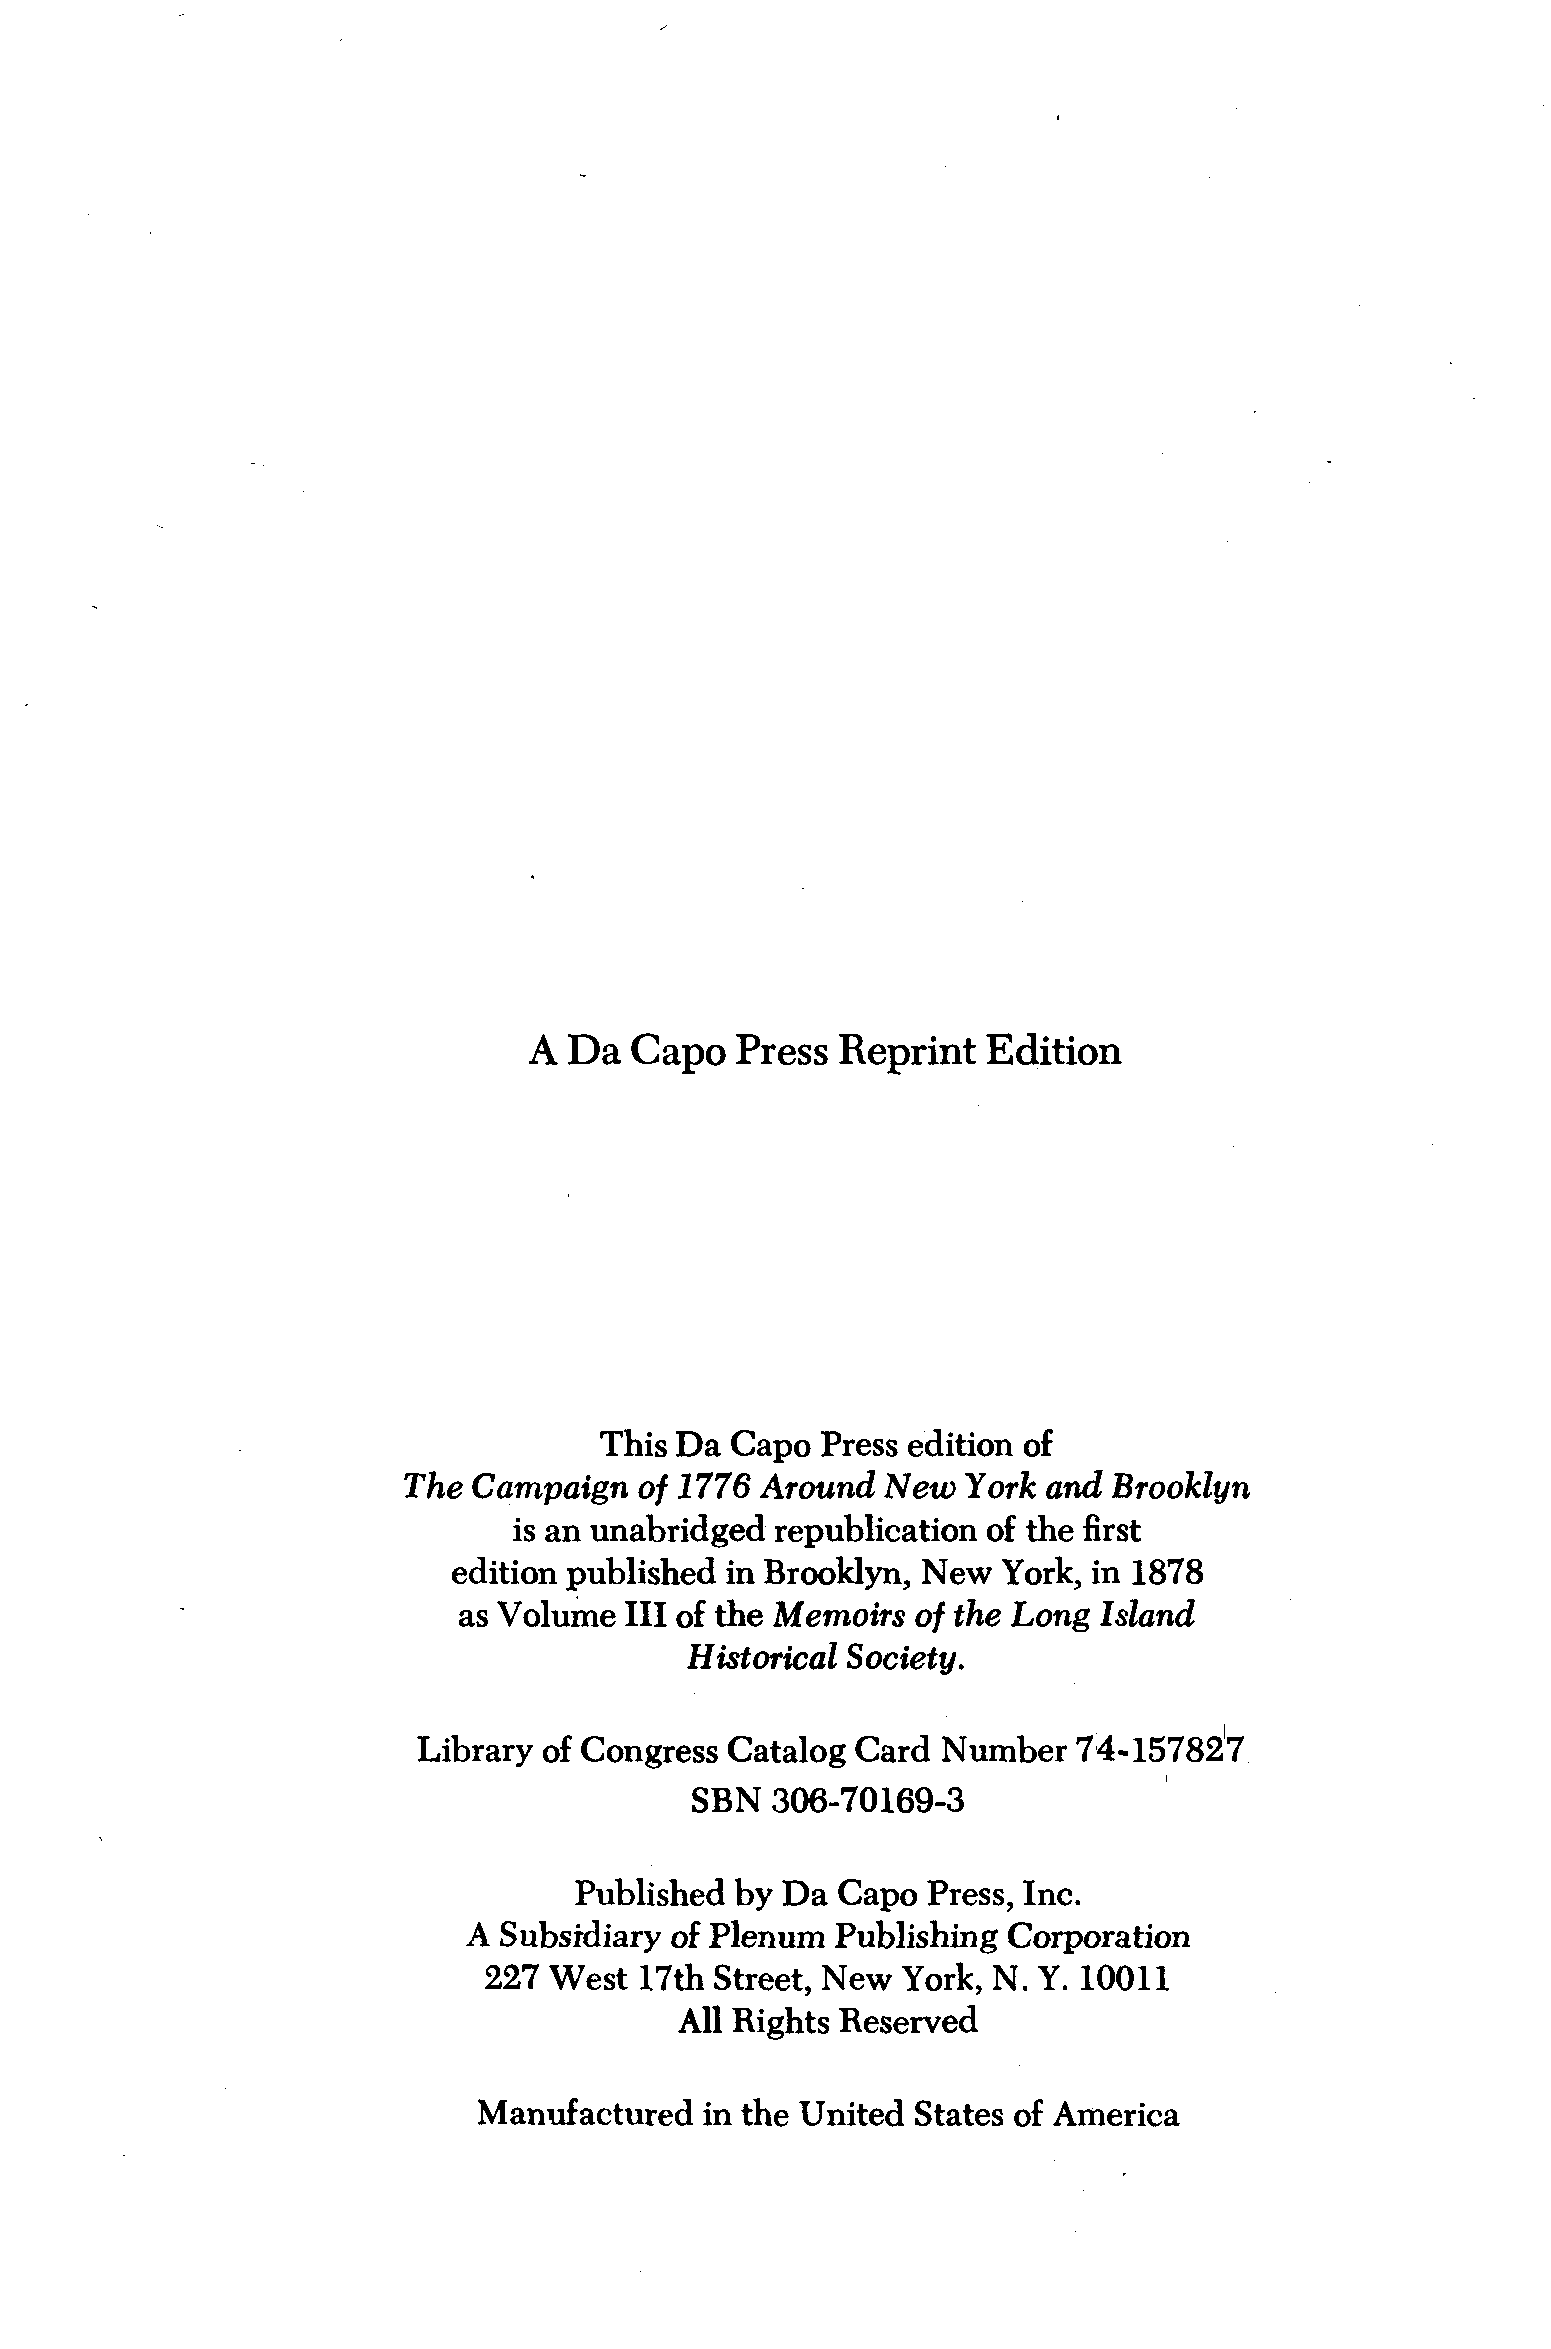 A Da Capo Press Reprint Edition
This Da Capo Press edition of
The Campaign of 1776 Around New York and Brooklyn
is an unabridged republication of the first
edition published in Brooklyn, New York, in 1878
as Volume III of the Memoirs of the Long Island
Historical Society.
Library of Congress Catalog Card Number 74-157827
SBN 306-70169-3
Published by Da Capo Press, Inc.
A Subsidiary of Plenum Publishing Corporation
227 West 17th Street, New York, N. Y. 10011
All Rights Reserved
Manufactured in the United States of America